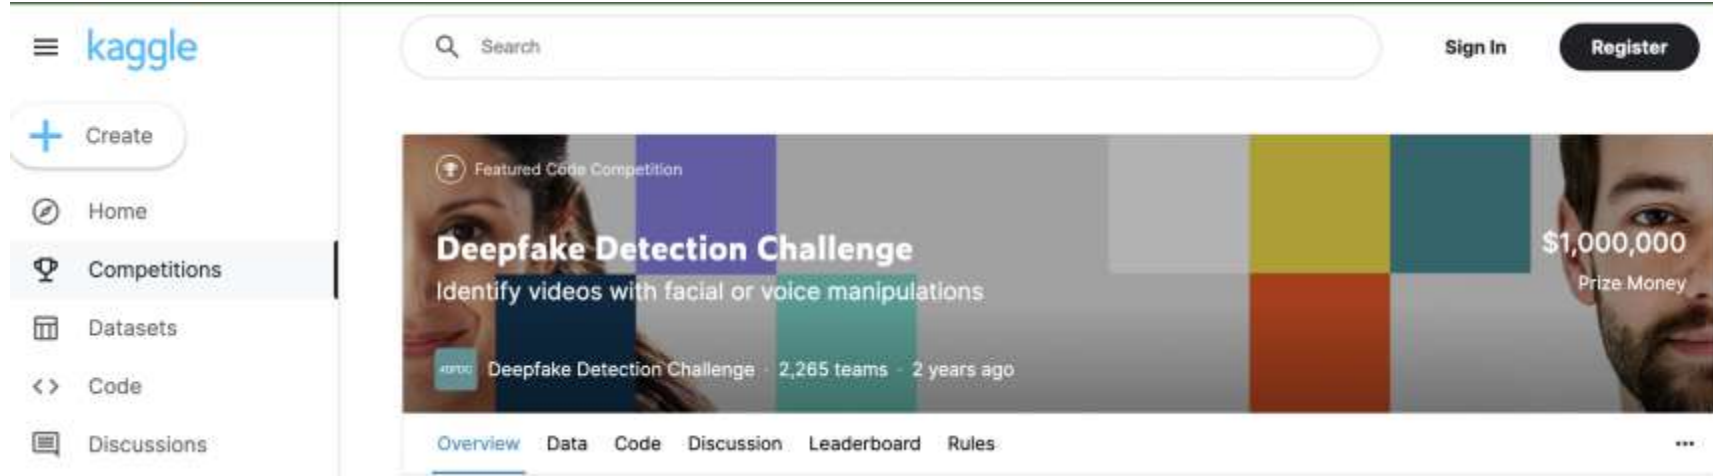 kaggle
Search
Sign In
Register
Create
Home
Competitions
Datasets
Code
Discussions
Featured Code Competition
Deepfake Detection Challenge
Identify videos with facial or voice manipulations
$1,000,000
Prize Money
Deepfake Detection Challenge · 2,265 teams · 2 years ago
Overview Data Code Discussion Leaderboard Rules